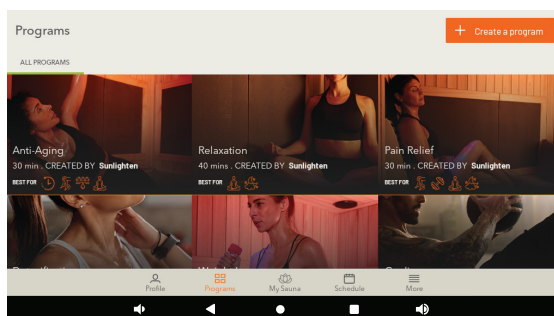 Programs
+ Create a program
ALL PROGRAMS
Anti-Aging
30 min . CREATED BY Sunlighten
BEST FOR
Relaxation
40 mins . CREATED BY Sunlighten
BEST FOR
Pain Relief
30 min . CREATED BY Sunlighten
BEST FOR
Profile
Programs
My Sauna
Schedule
More